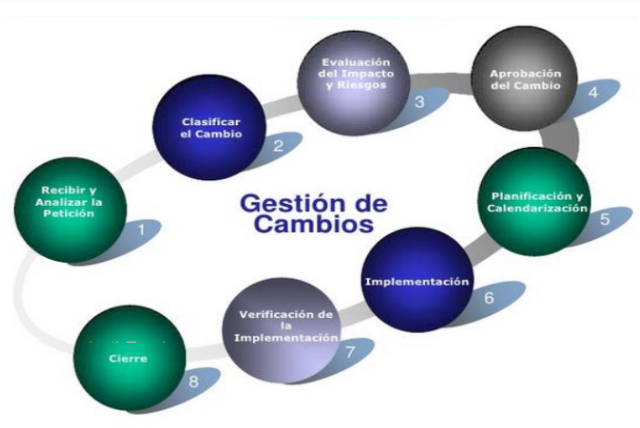 Gestión de
Cambios
Recibir y
Analizar la
Petición
1
Clasificar
el Cambio
2
Evaluación
del Impacto
y Riesgos
3
Aprobación
del Cambio
4
Planificación y
Calendarización
5
Implementación
6
Verificación de
la
Implementación
7
Cierre
8